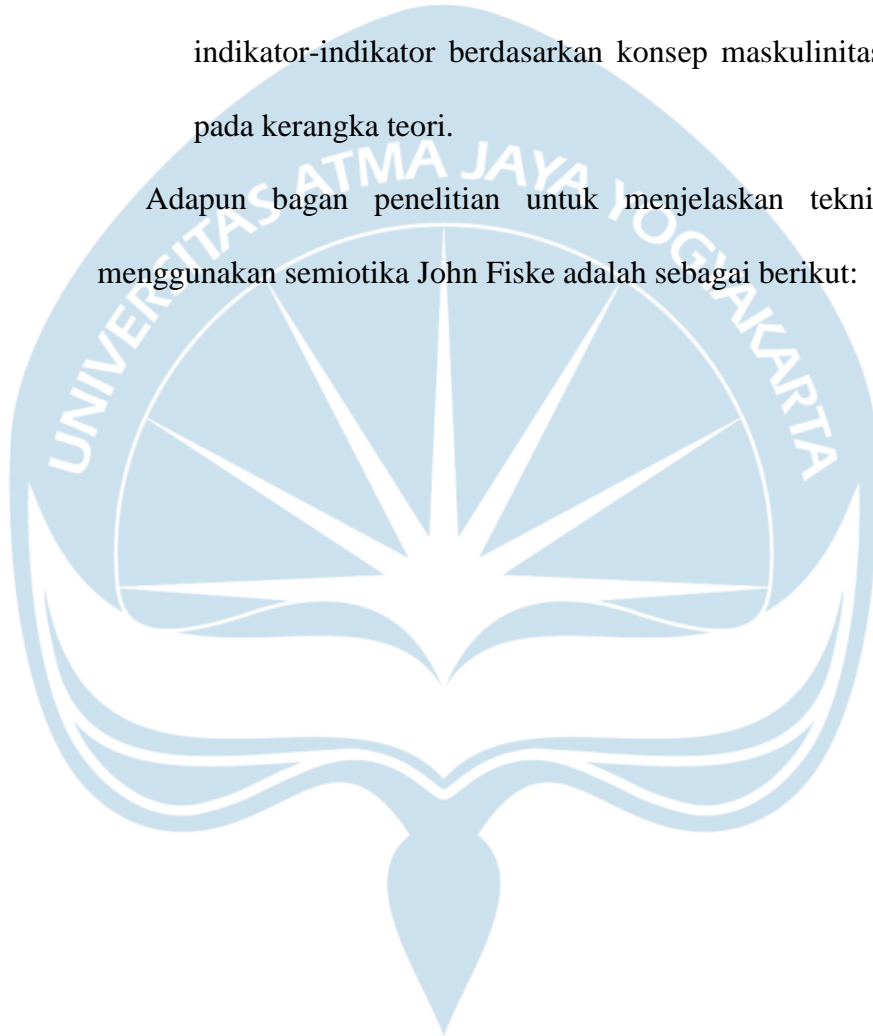 indikator-indikator berdasarkan konsep maskulinitas
pada kerangka teori.
Adapun bagan penelitian untuk menjelaskan tekni
menggunakan semiotika John Fiske adalah sebagai berikut:
UNIVERSITAS ATMA JAYA YOGYAKARTA